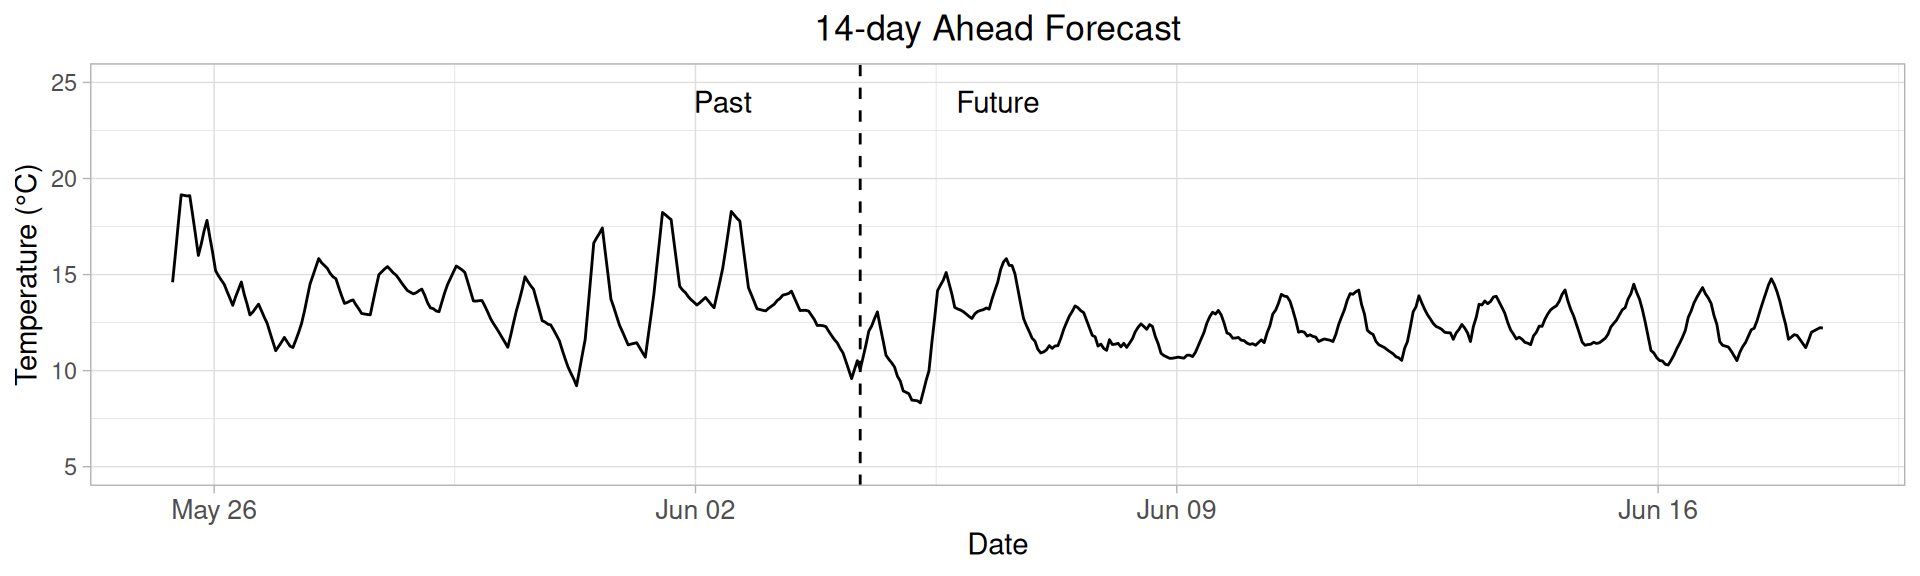 14-day Ahead Forecast
Past
Future
25
20
15
10
5
Temperature (°C)
May 26
Jun 02
Jun 09
Jun 16
Date